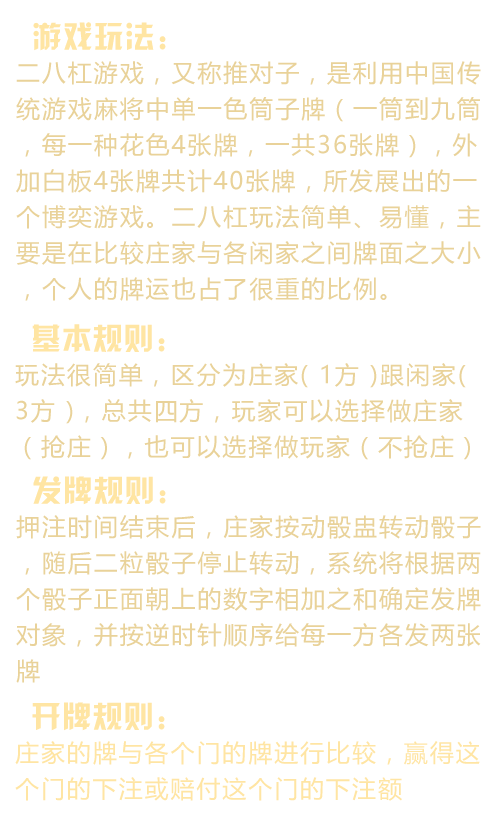 游戏玩法：
二八杠游戏，又称推对子，是利用中国传
统游戏麻将中单一色筒子牌（一筒到九筒
，每一种花色4张牌，一共36张牌），外
加白板4张牌共计40张牌，所发展出的一
个博奕游戏。二八杠玩法简单、易懂，主
要是在比较庄家与各闲家之间牌面之大小
，个人的牌运也占了很重的比例。
基本规则：
玩法很简单，区分为庄家( 1方 )跟闲家(
3方 )，总共四方，玩家可以选择做庄家
（抢庄），也可以选择做玩家（不抢庄）
发牌规则：
押注时间结束后，庄家按动骰盅转动骰子
，随后二粒骰子停止转动，系统将根据两
个骰子正面朝上的数字相加之和确定发牌
对象，并按逆时针顺序给每一方各发两张
牌
开牌规则：
庄家的牌与各个门的牌进行比较，赢得这
个门的下注或赔付这个门的下注额